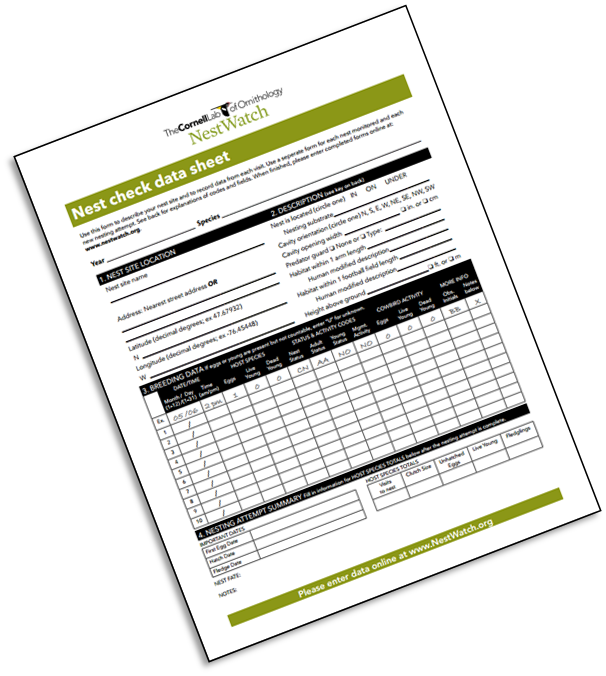 TheCornellLab of Ornithology
NestWatch
Nest check data sheet
Use this form to describe your nest site and to record data from each visit. Use a seperate form for each nest monitored and each
new nesting attempt. See back for explanations of codes and fields. When finished, please enter completed forms online at:
www.nestwatch.org.
Year Species
1. NEST SITE LOCATION
Nest site name
Address: Nearest street address OR
Latitude (decimal degrees; ex 47.67932)
N
Longitude (decimal degrees; ex -76.45448)
W
2. DESCRIPTION (see key on back)
Nest is located (circle one) IN ON UNDER
Nesting substrate
Cavity orientation (circle one) N, S, E, W, NE, SE, NW, SW
Cavity opening width ❑ in. or ❑ cm
Predator guard ❑ None or ❑ Type:
Habitat within 1 arm length
Human modified description
Habitat within 1 football field length
Human modified description
Height above ground ❑ ft. or ❑ m
3. BREEDING DATA If eggs or young are present but not countable, enter "U" for unknown.
DATE/TIME HOST SPECIES STATUS & ACTIVITY CODES COWBIRD ACTIVITY MORE INFO
Month / Day (1-12) / (1-31) Time (am/pm) Eggs Live Young Dead Young Nest Status Adult Status Young Status Mgmt. Activity Eggs Live Young Dead Young Obs. Initials Notes below
Ex. 05/06 2 pm 1 0 0 CN AA NO NO 0 0 0 BB X
1 /
2 /
3 /
4 /
5 /
6 /
7 /
8 /
9 /
10 /
4. NESTING ATTEMPT SUMMARY Fill in information for HOST SPECIES TOTALS below after the nesting attempt is complete.
IMPORTANT DATES
First Egg Date
Hatch Date
Fledge Date
HOST SPECIES TOTALS
Visits to nest Clutch Size Unhatched Eggs Live Young Fledglings
NEST FATE:
NOTES:
Please enter data online at www.NestWatch.org